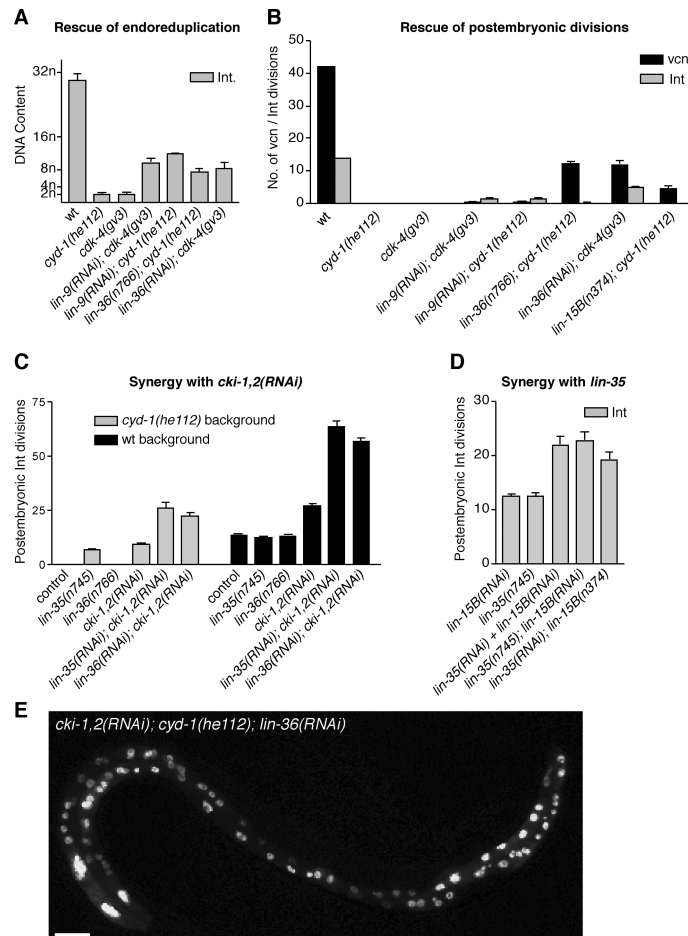 A
Rescue of endoreduplication
32n
16n
8n
4n
2n
DNA Content
Int.
wt
cyd-1(he112)
cdk-4(gv3)
lin-9(RNAi); cdk-4(gv3)
lin-9(RNAi); cyd-1(he112)
lin-36(n766); cyd-1(he112)
lin-36(RNAi); cdk-4(gv3)
B
Rescue of postembryonic divisions
50
40
30
20
10
0
No. of vcn / Int divisions
vcn
Int
wt
cyd-1(he112)
cdk-4(gv3)
lin-9(RNAi); cdk-4(gv3)
lin-9(RNAi); cyd-1(he112)
lin-36(n766); cyd-1(he112)
lin-36(RNAi); cdk-4(gv3)
lin-15B(n374); cyd-1(he112)
C
Synergy with cki-1,2(RNAi)
75
50
25
0
Postembryonic Int divisions
cyd-1(he112) background
wt background
control
lin-35(n745)
lin-36(n766)
cki-1,2(RNAi)
lin-35(RNAi); cki-1,2(RNAi)
lin-36(RNAi); cki-1,2(RNAi)
control
lin-35(n745)
lin-36(n766)
cki-1,2(RNAi)
lin-35(RNAi); cki-1,2(RNAi)
lin-36(RNAi); cki-1,2(RNAi)
D
Synergy with lin-35
30
20
10
0
Postembryonic Int divisions
Int
lin-15B(RNAi)
lin-35(n745)
lin-35(RNAi) + lin-15B(RNAi)
lin-35(n745); lin-15B(RNAi)
lin-35(RNAi); lin-15B(n374)
E
cki-1,2(RNAi); cyd-1(he112); lin-36(RNAi)